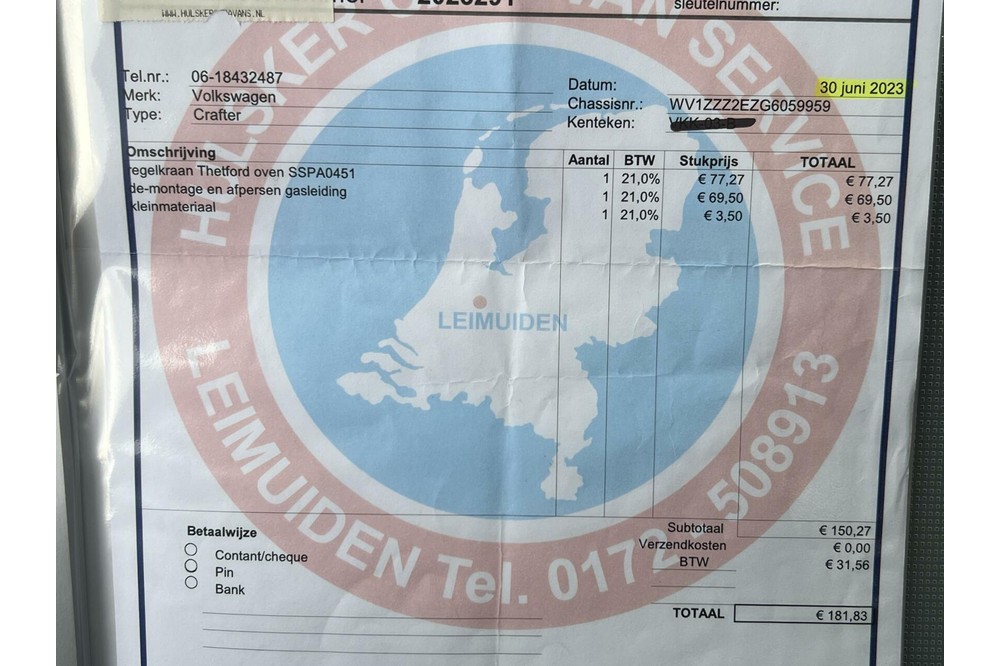 WWW.HULSKERSCARAVANS.NL
sleutelnummer:
Tel.nr.: 06-18432487
Merk: Volkswagen
Type: Crafter
Datum: 30 juni 2023
Chassisnr.: WV1ZZZ2EZG6059959
Kenteken:
Omschrijving Aantal BTW Stukprijs TOTAAL
regelkraan Thetford oven SSPA0451 1 21,0% € 77,27 € 77,27
de-montage en afpersen gasleiding 1 21,0% € 69,50 € 69,50
kleinmateriaal 1 21,0% € 3,50 € 3,50
LEIMUIDEN
SERVICE
LEIMUIDEN Tel. 0172 - 508913
Betaalwijze
Contant/cheque
Pin
Bank
Subtotaal € 150,27
Verzendkosten € 0,00
BTW € 31,56
TOTAAL € 181,83